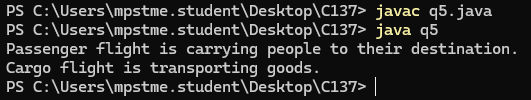 PS C:\Users\mpstme.student\Desktop\C137> javac q5.java
PS C:\Users\mpstme.student\Desktop\C137> java q5
Passenger flight is carrying people to their destination.
Cargo flight is transporting goods.
PS C:\Users\mpstme.student\Desktop\C137>